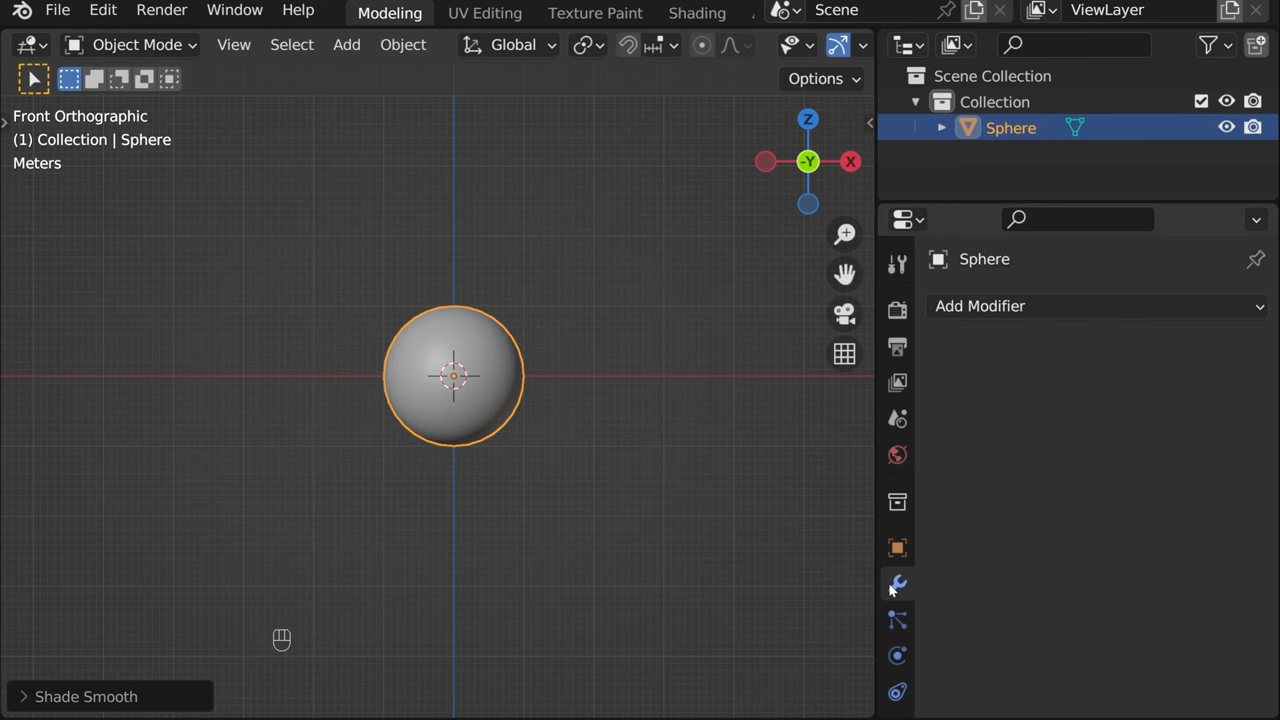 File Edit Render Window Help Modeling UV Editing Texture Paint Shading Scene ViewLayer
Object Mode View Select Add Object Global
Options
Front Orthographic
(1) Collection | Sphere
Meters
Z
-Y
X
Shade Smooth
Scene Collection
Collection
Sphere
Sphere
Add Modifier